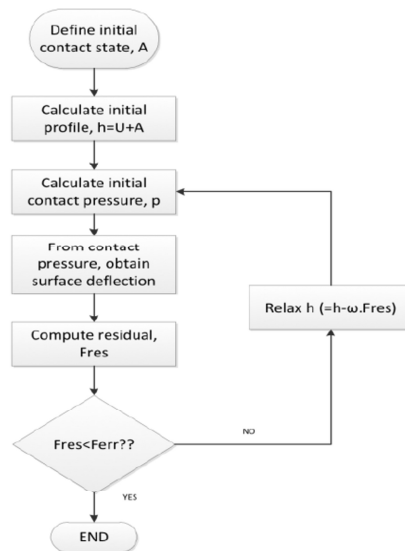 Define initial
contact state, A
Calculate initial
profile, h=U+A
Calculate initial
contact pressure, p
From contact
pressure, obtain
surface deflection
Compute residual,
Fres
Relax h (=h-ω.Fres)
Fres<Ferr??
NO
YES
END